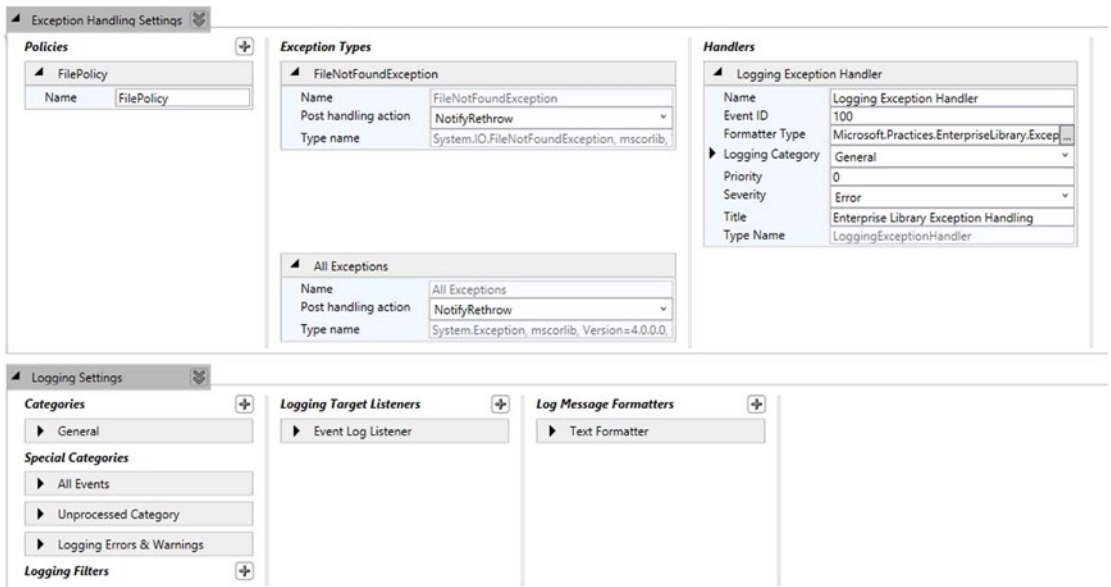 Exception Handling Settings
Policies
FilePolicy
Name FilePolicy
Exception Types
FileNotFoundException
Name FileNotFoundException
Post handling action NotifyRethrow
Type name System.IO.FileNotFoundException, mscorlib,
All Exceptions
Name All Exceptions
Post handling action NotifyRethrow
Type name System.Exception, mscorlib, Version=4.0.0.0,
Handlers
Logging Exception Handler
Name Logging Exception Handler
Event ID 100
Formatter Type Microsoft.Practices.EnterpriseLibrary.Excep...
Logging Category General
Priority 0
Severity Error
Title Enterprise Library Exception Handling
Type Name LoggingExceptionHandler
Logging Settings
Categories
General
Special Categories
All Events
Unprocessed Category
Logging Errors & Warnings
Logging Filters
Logging Target Listeners
Event Log Listener
Log Message Formatters
Text Formatter